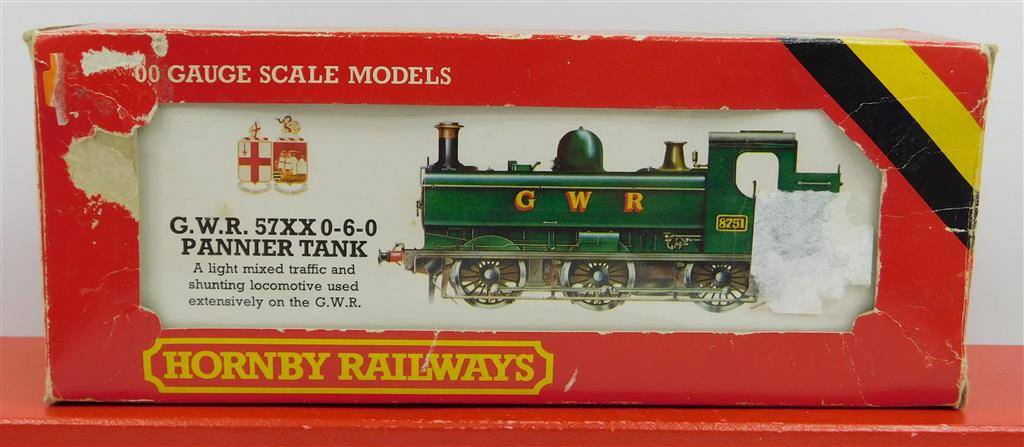 00 GAUGE SCALE MODELS
G.W.R. 57XX 0-6-0
PANNIER TANK
A light mixed traffic and
shunting locomotive used
extensively on the G.W.R.
G W R
8751
HORNBY RAILWAYS